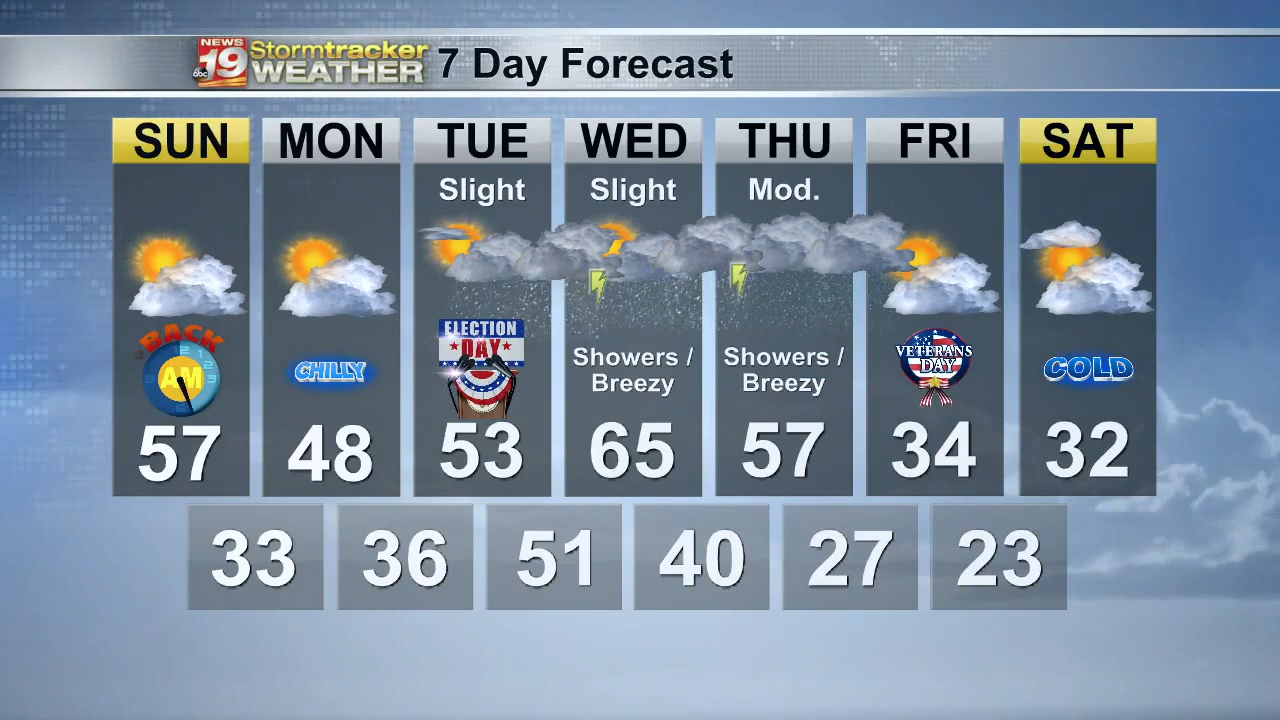 NEWS
abc 19
Stormtracker
WEATHER
7 Day Forecast
SUN MON TUE WED THU FRI SAT
Slight Slight Mod.
BACK
AM
CHILLY
ELECTION
DAY
Showers /
Breezy
Showers /
Breezy
VETERANS
DAY
COLD
57 48 53 65 57 34 32
33 36 51 40 27 23